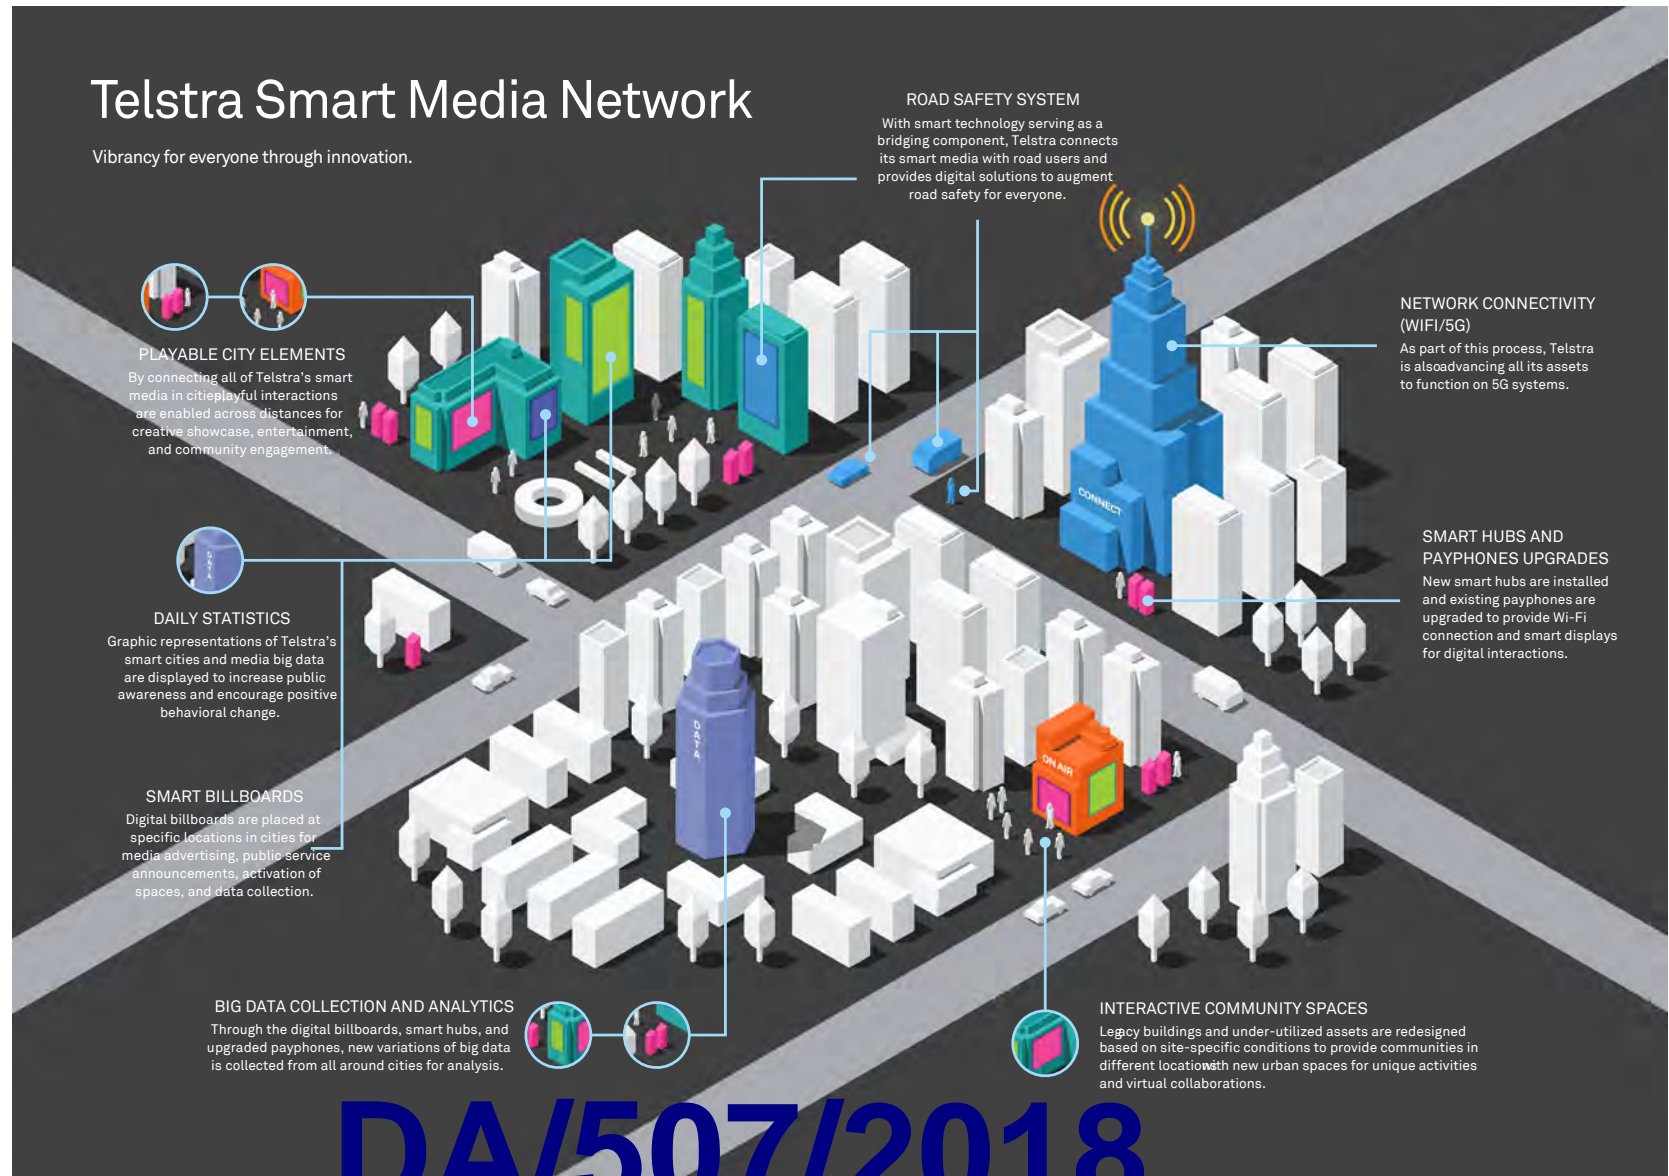 Telstra Smart Media Network
Vibrancy for everyone through innovation.
ROAD SAFETY SYSTEM
With smart technology serving as a
bridging component, Telstra connects
its smart media with road users and
provides digital solutions to augment
road safety for everyone.
NETWORK CONNECTIVITY
(WIFI/5G)
As part of this process, Telstra
is alsoadvancing all its assets
to function on 5G systems.
PLAYABLE CITY ELEMENTS
By connecting all of Telstra's smart
media in citieplayful interactions
are enabled across distances for
creative showcase, entertainment,
and community engagement.
CONNECT
SMART HUBS AND
PAYPHONES UPGRADES
New smart hubs are installed
and existing payphones are
upgraded to provide Wi-Fi
connection and smart displays
for digital interactions.
DATA
DAILY STATISTICS
Graphic representations of Telstra's
smart cities and media big data
are displayed to increase public
awareness and encourage positive
behavioral change.
DATA
ON AIR
SMART BILLBOARDS
Digital billboards are placed at
specific locations in cities for
media advertising, public service
announcements, activation of
spaces, and data collection.
BIG DATA COLLECTION AND ANALYTICS
Through the digital billboards, smart hubs, and
upgraded payphones, new variations of big data
is collected from all around cities for analysis.
INTERACTIVE COMMUNITY SPACES
Legacy buildings and under-utilized assets are redesigned
based on site-specific conditions to provide communities in
different locationswith new urban spaces for unique activities
and virtual collaborations.
DA/507/2018